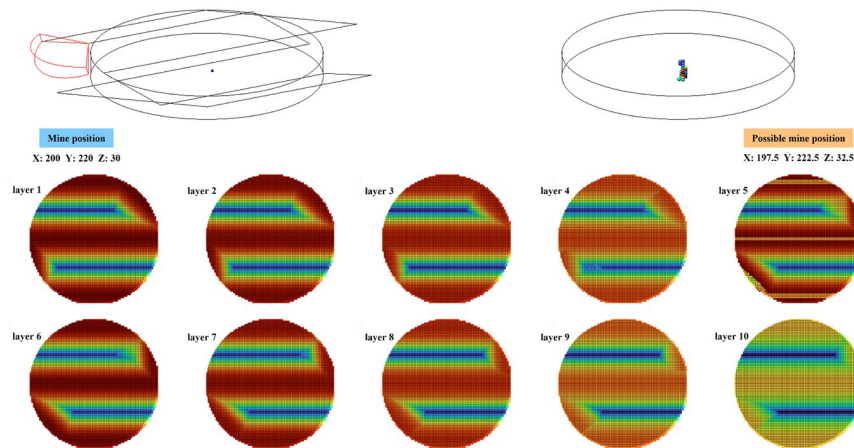 Mine position
Possible mine position
X: 200 Y: 220 Z: 30
X: 197.5 Y: 222.5 Z: 32.5
layer 1
layer 2
layer 3
layer 4
layer 5
layer 6
layer 7
layer 8
layer 9
layer 10